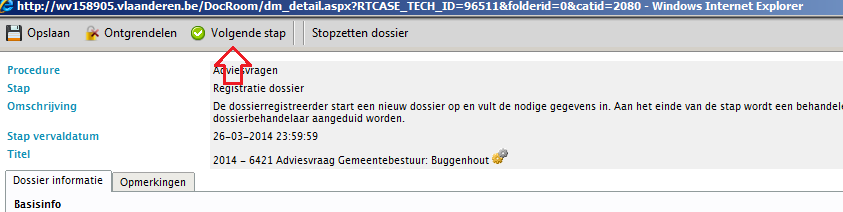 http://wv158905.vlaanderen.be/DocRoom/dm_detail.aspx?RTCASE_TECH_ID=96511&folderid=0&catid=2080 - Windows Internet Explorer
Opslaan Ontgrendelen Volgende stap Stopzetten dossier
Procedure Adviesvragen
Stap Registratie dossier
Omschrijving De dossierregistreerder start een nieuw dossier op en vult de nodige gegevens in. Aan het einde van de stap wordt een behandele
dossierbehandelaar aangeduid worden.
Stap vervaldatum 26-03-2014 23:59:59
Titel 2014 - 6421 Adviesvraag Gemeentebestuur: Buggenhout
Dossier informatie Opmerkingen
Basisinfo